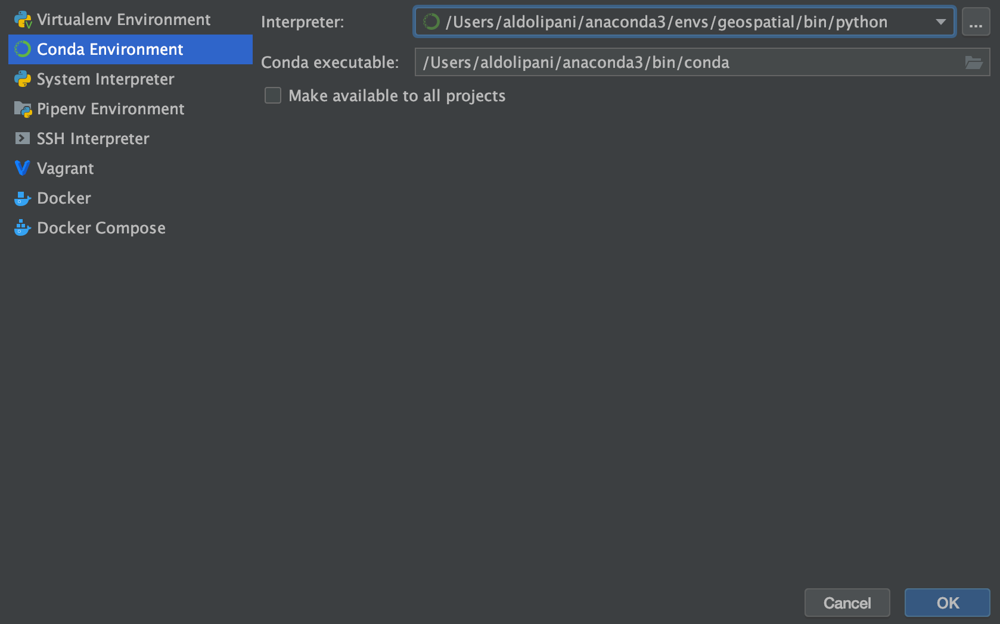 Virtualenv Environment
Conda Environment
System Interpreter
Pipenv Environment
SSH Interpreter
Vagrant
Docker
Docker Compose
Interpreter: /Users/aldolipani/anaconda3/envs/geospatial/bin/python ...
Conda executable: /Users/aldolipani/anaconda3/bin/conda
Make available to all projects
Cancel OK